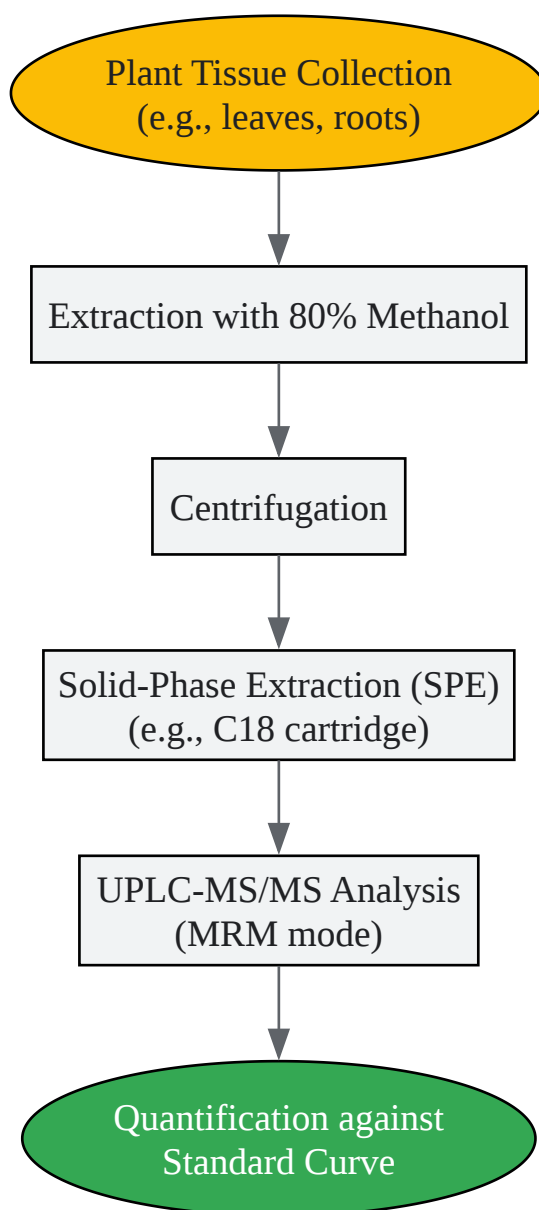 Plant Tissue Collection
(e.g., leaves, roots)
Extraction with 80% Methanol
Centrifugation
Solid-Phase Extraction (SPE)
(e.g., C18 cartridge)
UPLC-MS/MS Analysis
(MRM mode)
Quantification against
Standard Curve